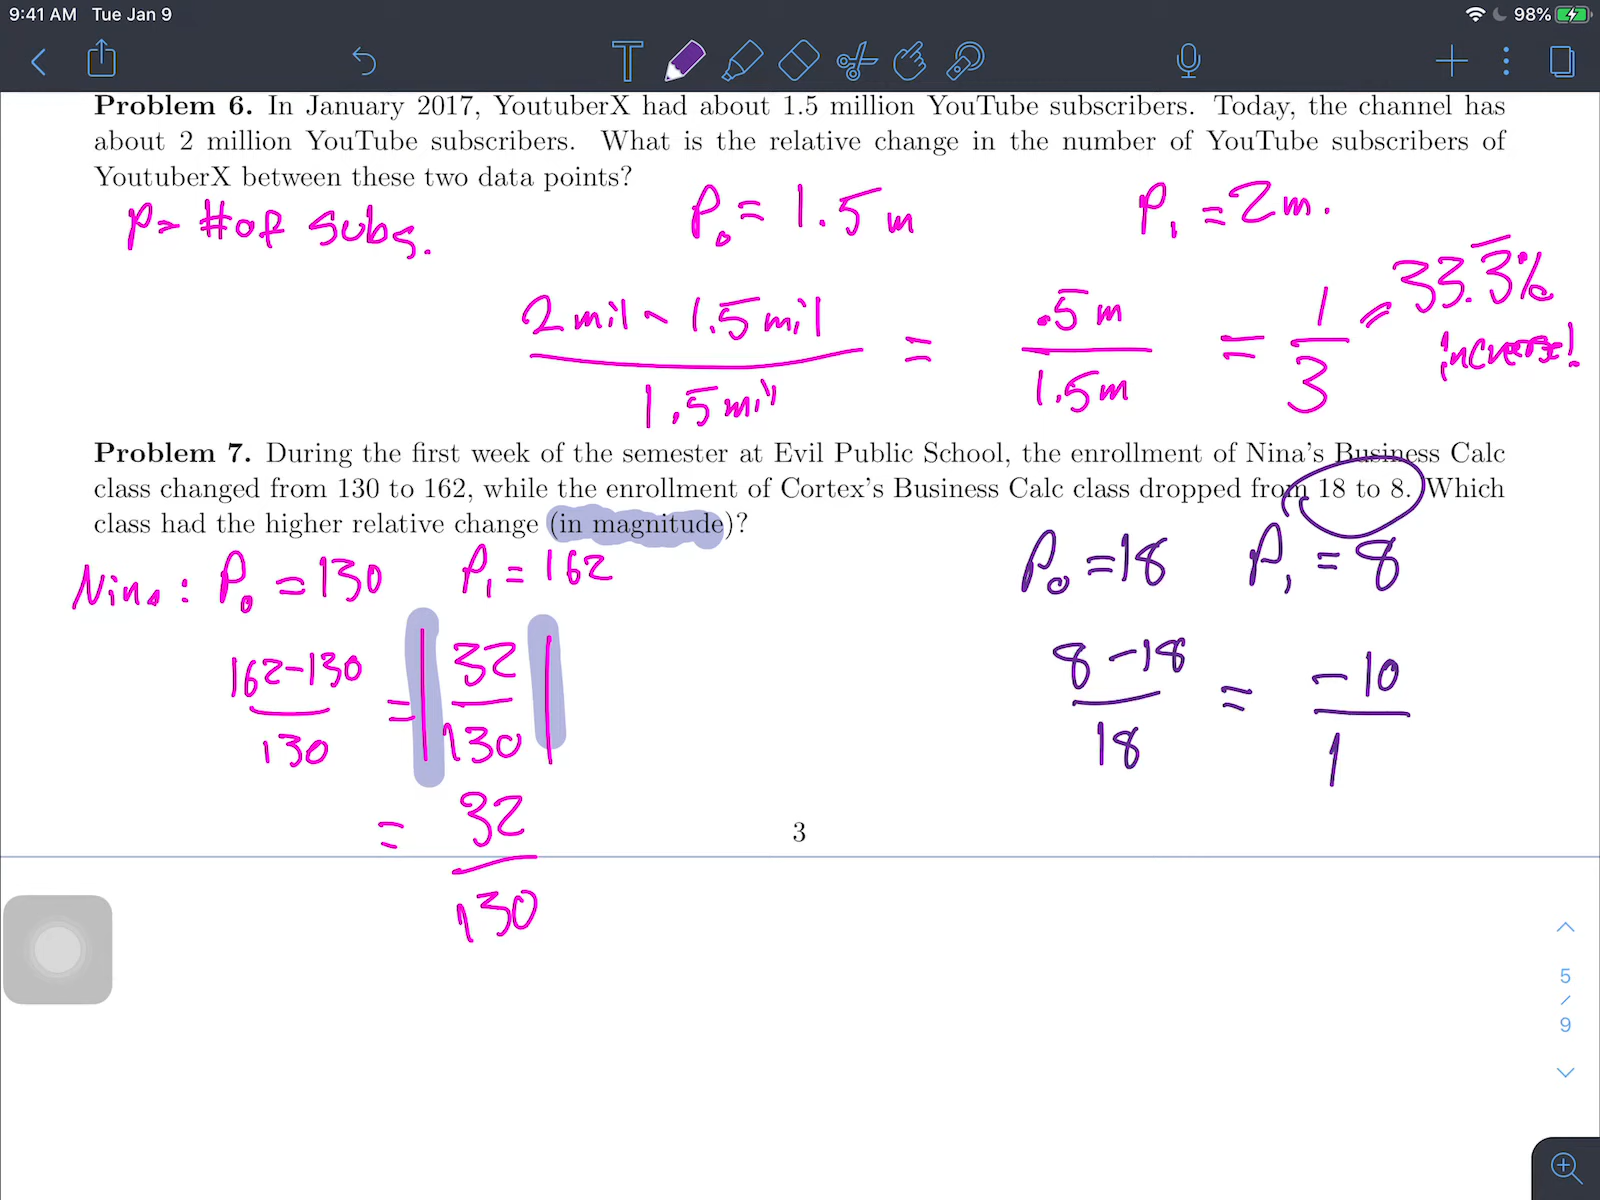 9:41 AM Tue Jan 9 98%
Problem 6. In January 2017, YoutuberX had about 1.5 million YouTube subscribers. Today, the channel has
about 2 million YouTube subscribers. What is the relative change in the number of YouTube subscribers of
YoutuberX between these two data points?
P= # of subs. P₀ = 1.5 m P₁ = 2 m.
2 mil - 1.5 mil / 1.5 mil = .5 m / 1.5 m = 1/3 = 33.3̅% increase!
Problem 7. During the first week of the semester at Evil Public School, the enrollment of Nina's Business Calc
class changed from 130 to 162, while the enrollment of Cortex's Business Calc class dropped from 18 to 8. Which
class had the higher relative change (in magnitude)?
Nina: P₀ = 130 P₁ = 162 P₀ = 18 P₁ = 8
162-130 / 130 = | 32 / 130 | 8 - 18 / 18 = -10 / 1
= 32 / 130
3
5
/
9